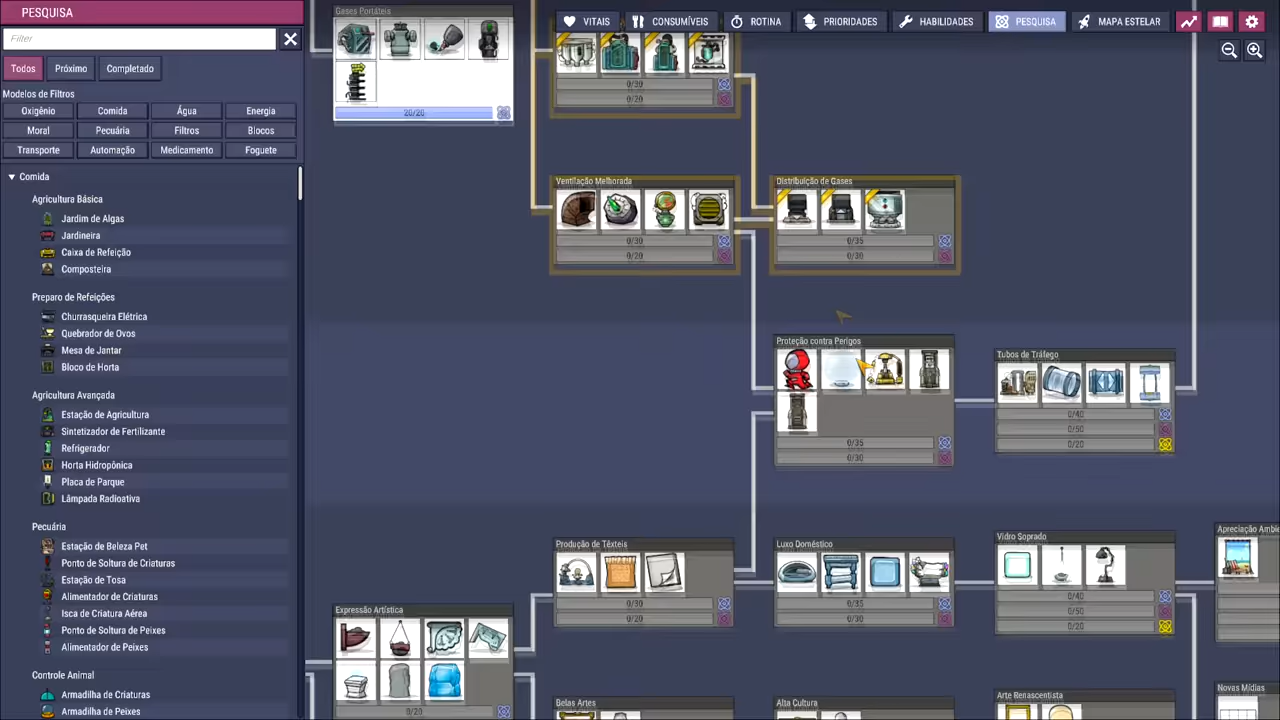 PESQUISA
Filter
Todos Próximo Completado
Modelos de Filtros
Oxigênio Comida Água Energia
Moral Pecuária Filtros Blocos
Transporte Automação Medicamento Foguete
Comida
Agricultura Básica
Jardim de Algas
Jardineira
Caixa de Refeição
Composteira
Preparo de Refeições
Churrasqueira Elétrica
Quebrador de Ovos
Mesa de Jantar
Bloco de Horta
Agricultura Avançada
Estação de Agricultura
Sintetizador de Fertilizante
Refrigerador
Horta Hidropônica
Placa de Parque
Lâmpada Radioativa
Pecuária
Estação de Beleza Pet
Ponto de Soltura de Criaturas
Estação de Tosa
Alimentador de Criaturas
Isca de Criatura Aérea
Ponto de Soltura de Peixes
Alimentador de Peixes
Controle Animal
Armadilha de Criaturas
Armadilha de Peixes
VITAIS CONSUMÍVEIS ROTINA PRIORIDADES HABILIDADES PESQUISA MAPA ESTELAR
Gases Portáteis
20/20
0/30
0/20
Ventilação Melhorada
0/30
0/20
Distribuição de Gases
0/35
0/30
Proteção contra Perigos
0/35
0/30
Tubos de Tráfego
0/40
0/50
0/20
Produção de Têxteis
0/30
0/20
Luxo Doméstico
0/35
0/30
Vidro Soprado
0/40
0/50
0/20
Apreciação Ambie
Expressão Artística
0/20
Belas Artes
Alta Cultura
Arte Renascentista
Novas Mídias